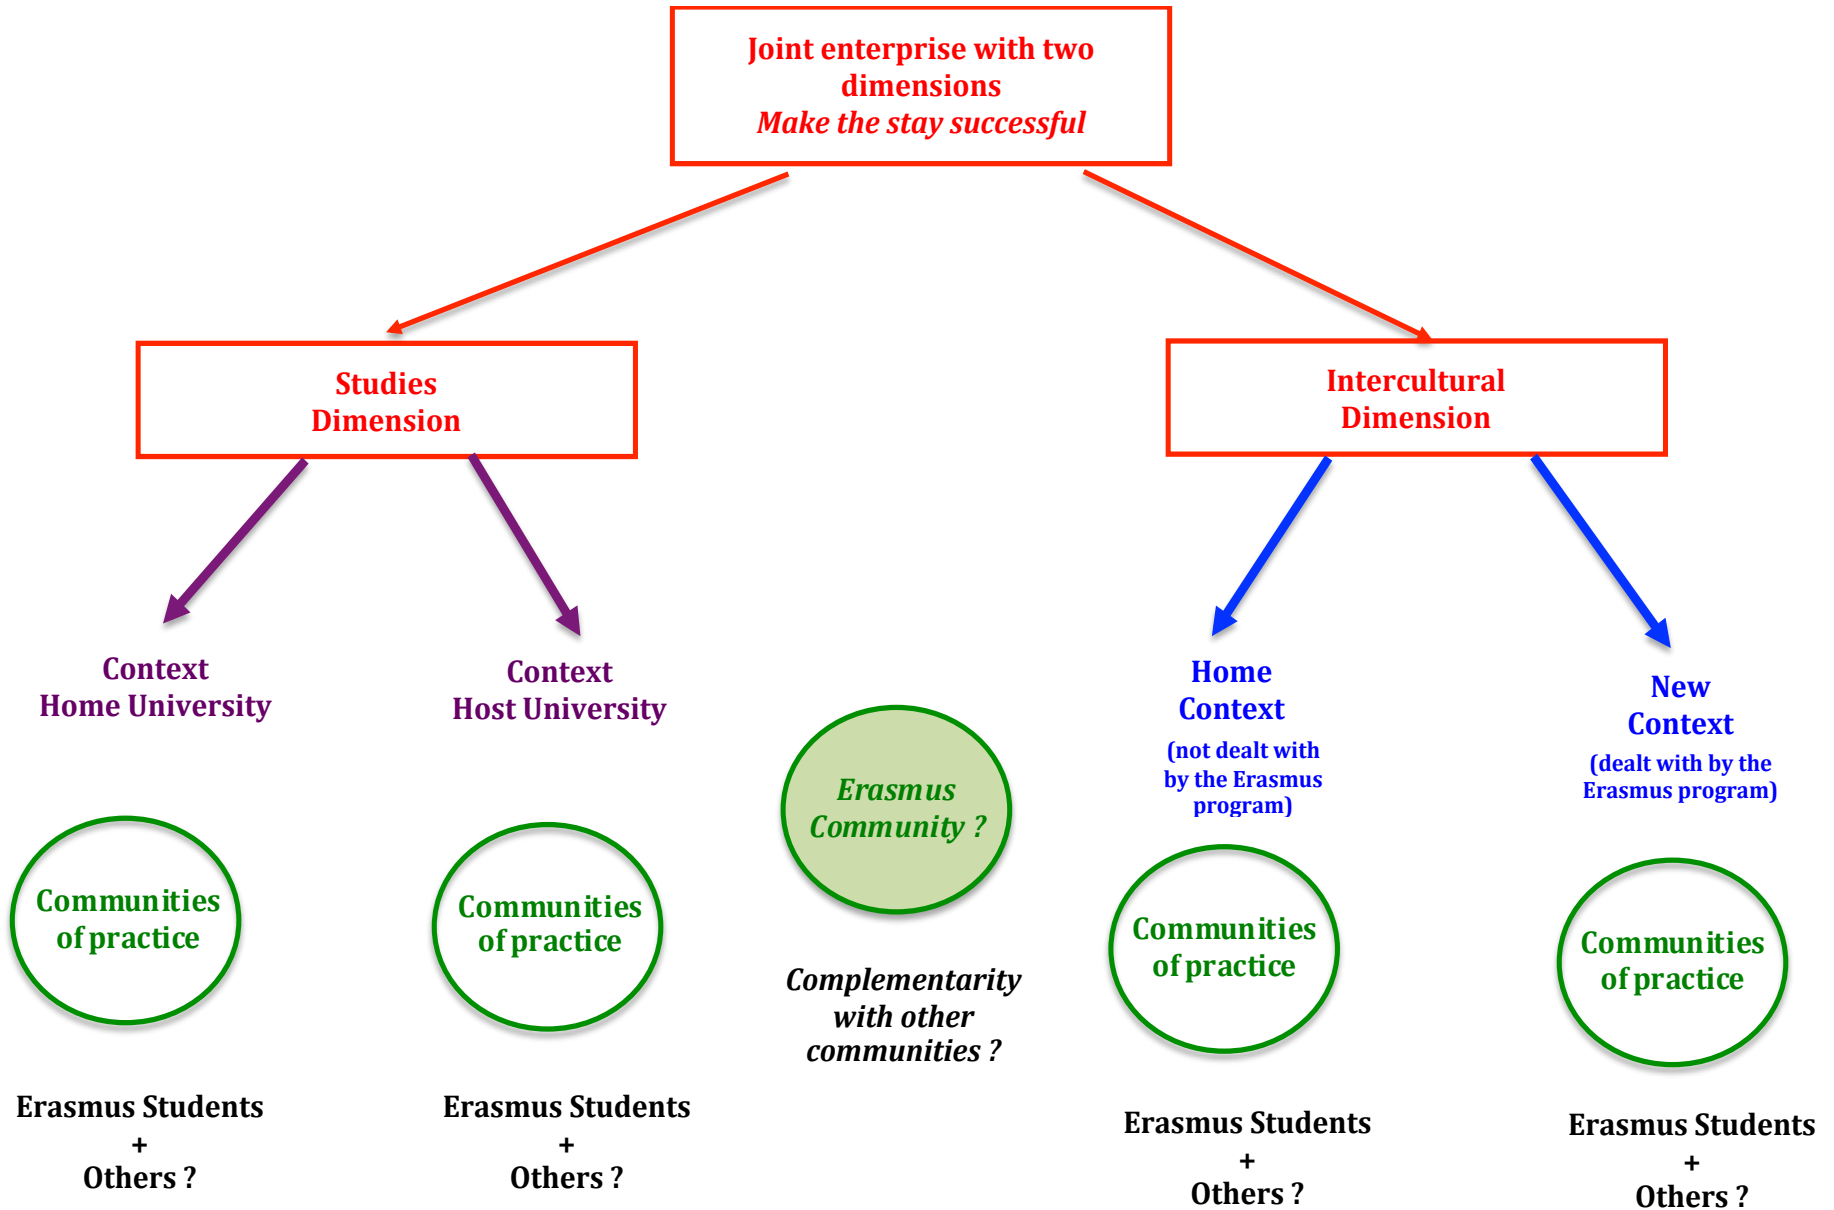 Joint enterprise with two
dimensions
Make the stay successful
Studies
Dimension
Intercultural
Dimension
Context
Home University
Context
Host University
Home
Context
(not dealt with
by the Erasmus
program)
New
Context
(dealt with by the
Erasmus program)
Erasmus
Community ?
Communities
of practice
Communities
of practice
Communities
of practice
Communities
of practice
Complementarity
with other
communities ?
Erasmus Students
+
Others ?
Erasmus Students
+
Others ?
Erasmus Students
+
Others ?
Erasmus Students
+
Others ?